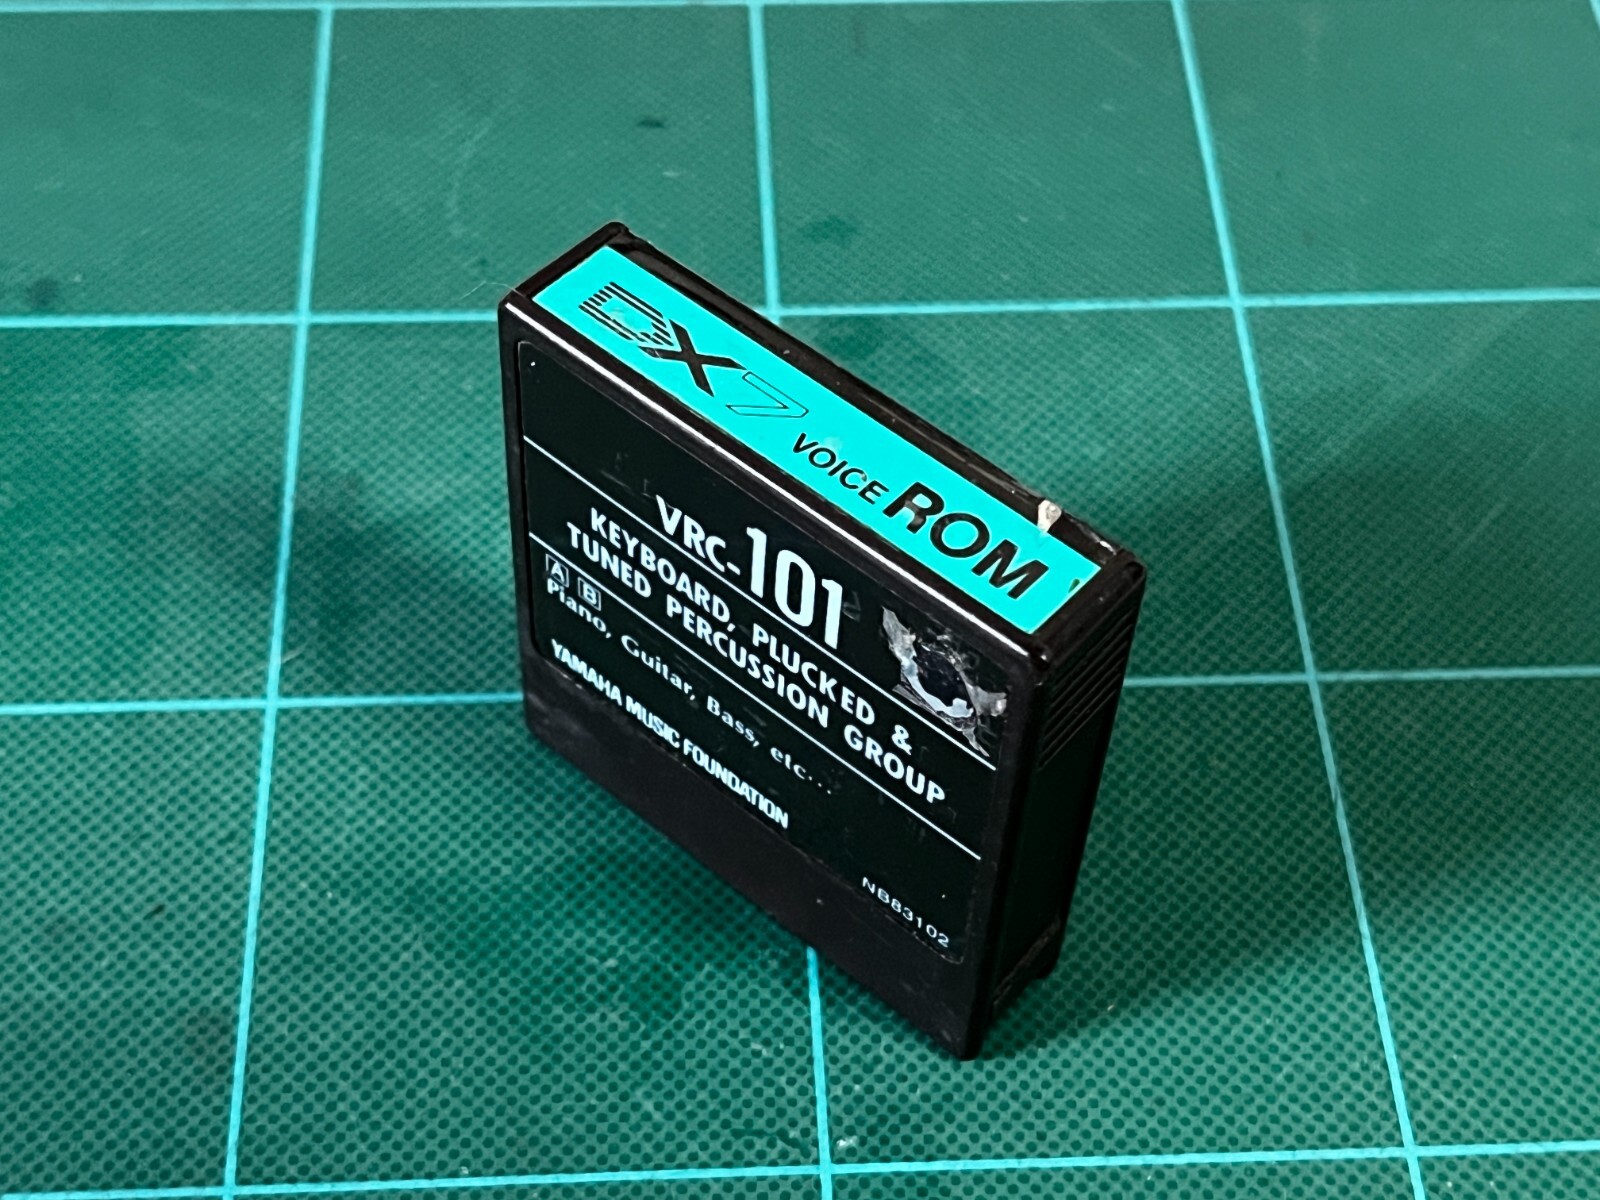 DX7 VOICE ROM
VRC-101
KEYBOARD, PLUCKED &
TUNED PERCUSSION GROUP
A B
Piano, Guitar, Bass, etc...
YAMAHA MUSIC FOUNDATION
NB83102